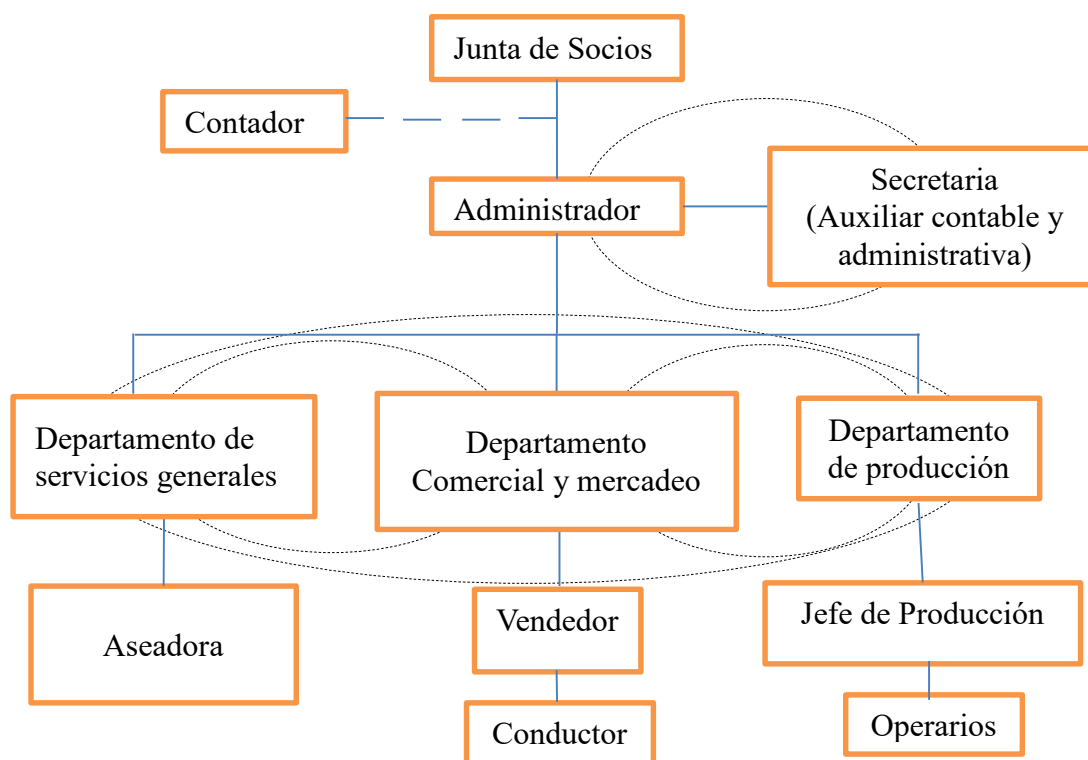 Junta de Socios
Contador
Administrador
Secretaria
(Auxiliar contable y
administrativa)
Departamento de
servicios generales
Departamento
Comercial y mercadeo
Departamento
de producción
Aseadora
Vendedor
Jefe de Producción
Conductor
Operarios